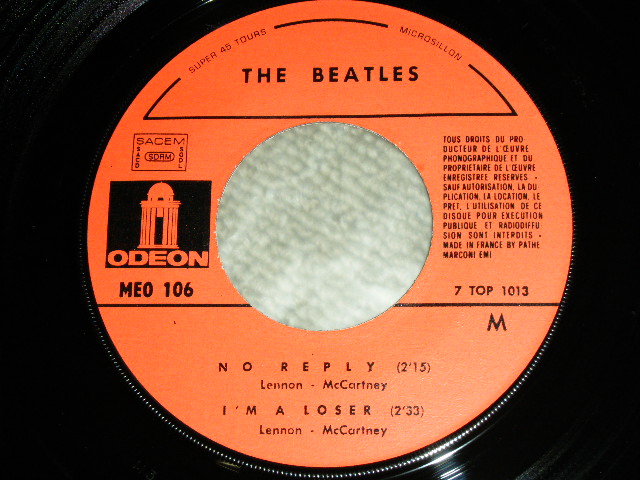 SUPER 45 TOURS
MICROSILLON
THE BEATLES
SACEM
SACD
SDRM
SGDL
ODEON
MEO 106
TOUS DROITS DU PRO-
DUCTEUR DE L'ŒUVRE
PHONOGRAPHIQUE ET DU
PROPRIETAIRE DE L'ŒUVRE
ENREGISTREE RESERVES -
SAUF AUTORISATION, LA DU
PLICATION, LA LOCATION, LE
PRET, L'UTILISATION DE CE
DISQUE POUR EXECUTION
PUBLIQUE ET RADIODIFFU
SION SONT INTERDITS -
MADE IN FRANCE BY PATHE
MARCONI EMI
7 TOP 1013
M
NO REPLY (2'15)
Lennon - McCartney
I'M A LOSER (2'33)
Lennon - McCartney